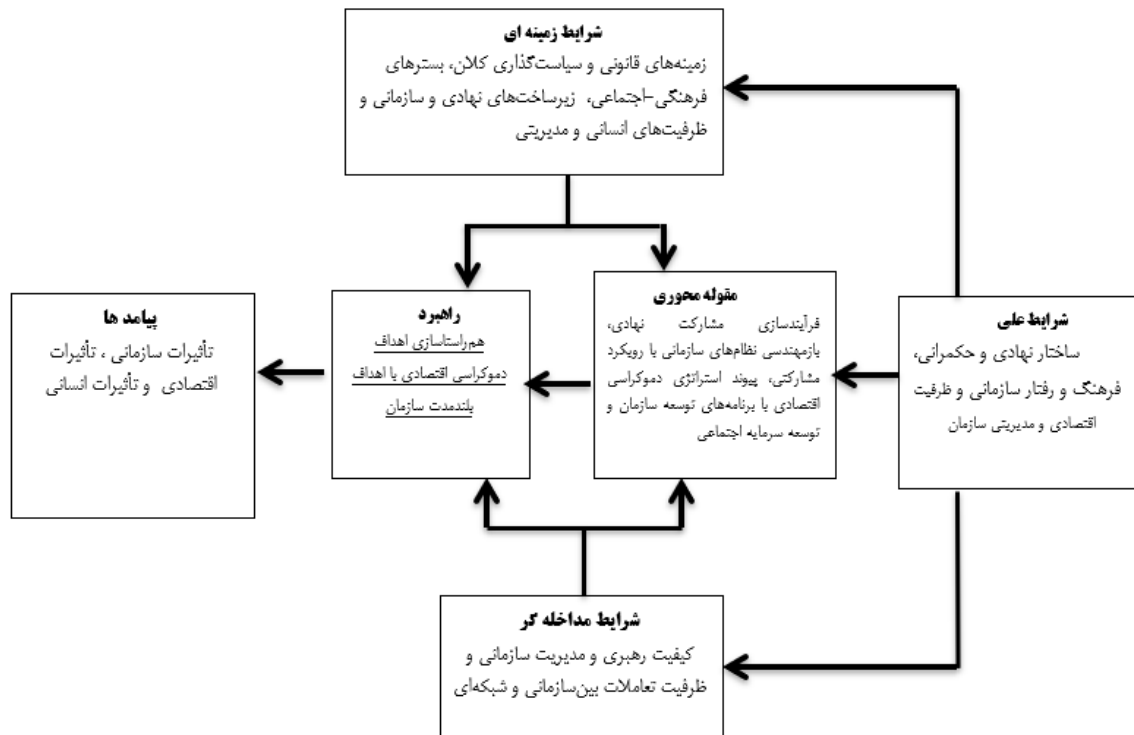 شرایط زمینه ای
زمینه‌های قانونی و سیاست‌گذاری کلان، بسترهای
فرهنگی-اجتماعی، زیرساخت‌های نهادی و سازمانی و
ظرفیت‌های انسانی و مدیریتی
شرایط علی
ساختار نهادی و حکمرانی،
فرهنگ و رفتار سازمانی و ظرفیت
اقتصادی و مدیریتی سازمان
مقوله محوری
فرآیندسازی مشارکت نهادی،
بازمهندسی نظام‌های سازمانی با رویکرد
مشارکتی، پیوند استراتژی دموکراسی
اقتصادی با برنامه‌های توسعه سازمان و
توسعه سرمایه اجتماعی
راهبرد
هم‌راستاسازی اهداف
دموکراسی اقتصادی با اهداف
بلندمدت سازمان
پیامد ها
تأثیرات سازمانی ، تأثیرات
اقتصادی و تأثیرات انسانی
شرایط مداخله گر
کیفیت رهبری و مدیریت سازمانی و
ظرفیت تعاملات بین‌سازمانی و شبکه‌ای